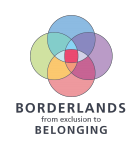 BORDERLANDS
from exclusion to
BELONGING